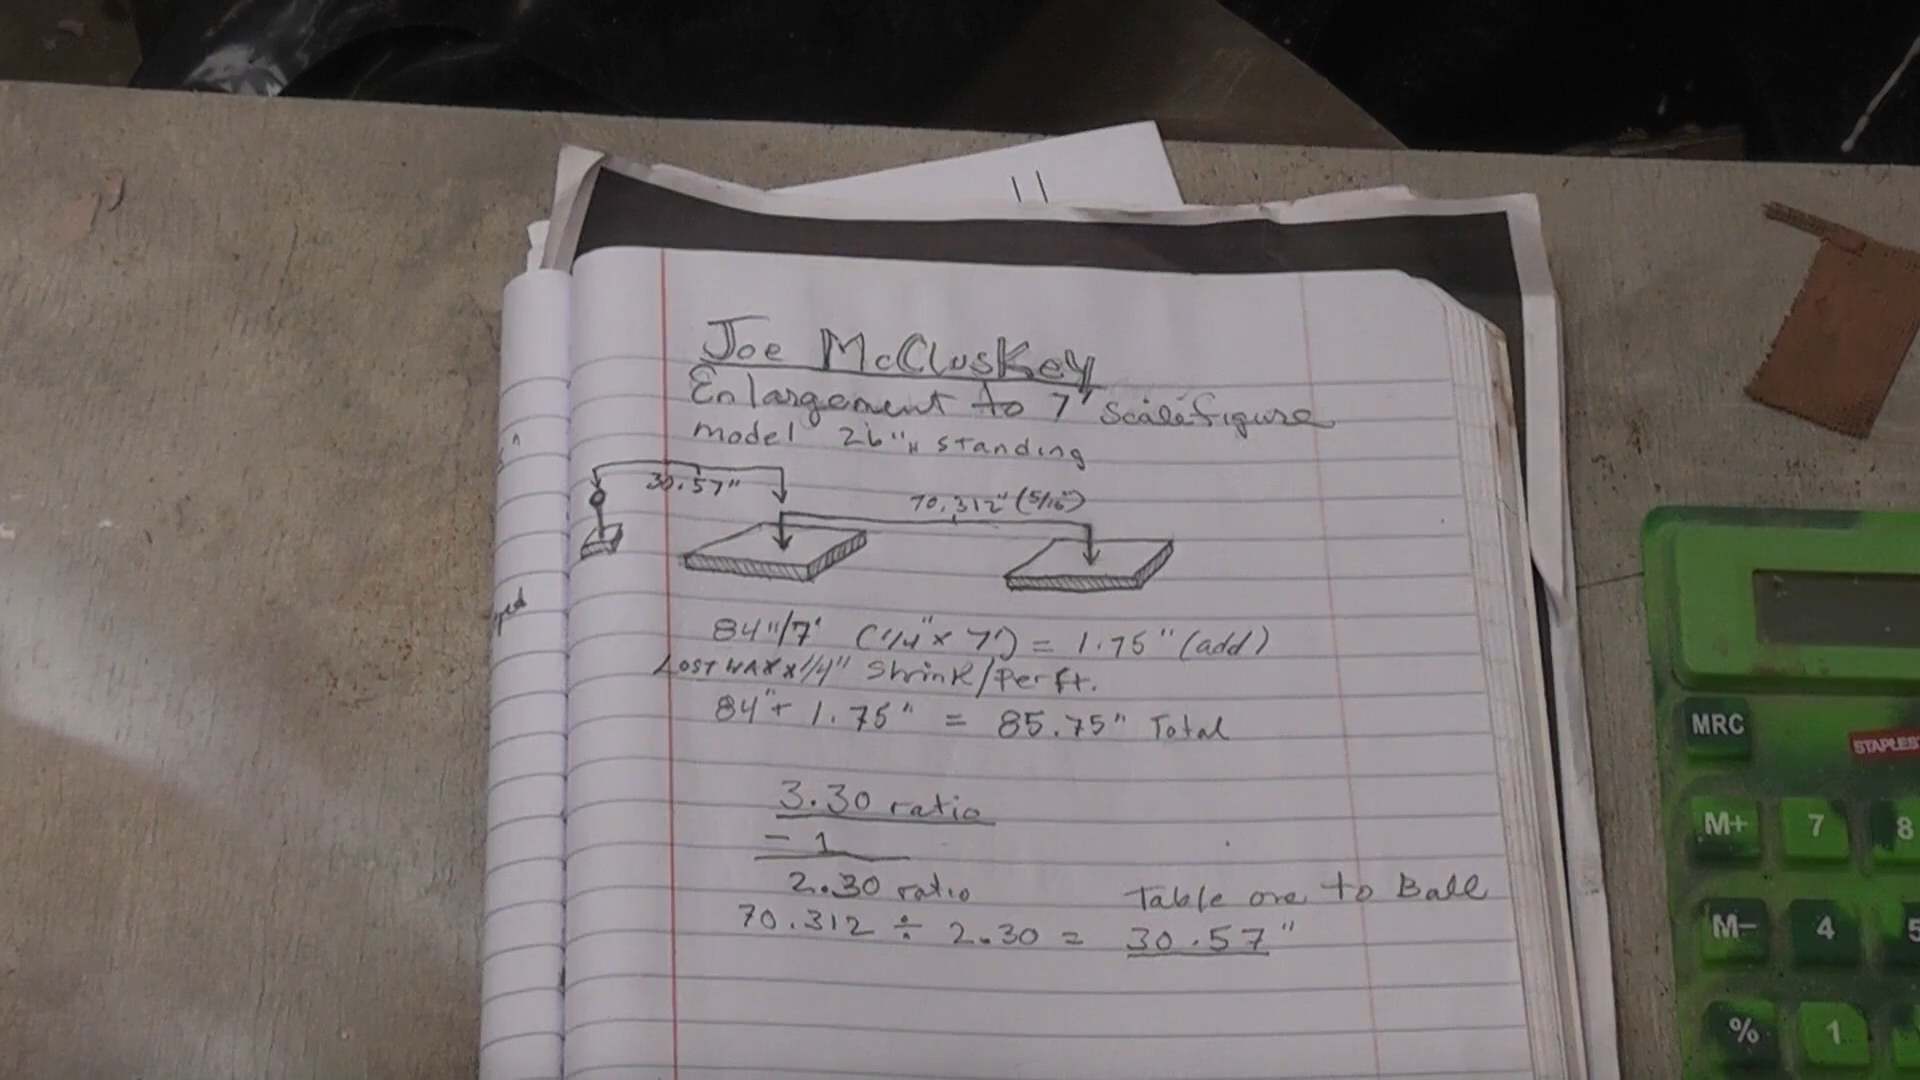 Joe McCluskey
Enlargement to 7' scale figure
model 26"H standing
30.57"
70.312" (5/16")
84"/7' (1/4" x 7') = 1.75" (add)
Lost wax x 1/4" Shrink/Per ft.
84" + 1.75" = 85.75" Total
3.30 ratio
- 1
2.30 ratio
Table one to Ball
70.312 ÷ 2.30 = 30.57"
MRC
STAPLES
M+ 7 8
M- 4 5
% 1